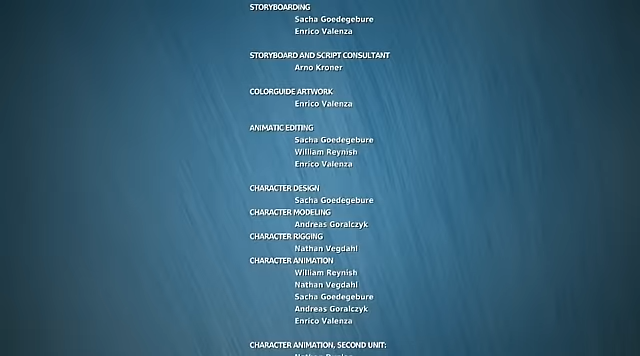 STORYBOARDING
Sacha Goedegebure
Enrico Valenza
STORYBOARD AND SCRIPT CONSULTANT
Arno Kroner
COLORGUIDE ARTWORK
Enrico Valenza
ANIMATIC EDITING
Sacha Goedegebure
William Reynish
Enrico Valenza
CHARACTER DESIGN
Sacha Goedegebure
CHARACTER MODELING
Andreas Goralczyk
CHARACTER RIGGING
Nathan Vegdahl
CHARACTER ANIMATION
William Reynish
Nathan Vegdahl
Sacha Goedegebure
Andreas Goralczyk
Enrico Valenza
CHARACTER ANIMATION, SECOND UNIT: